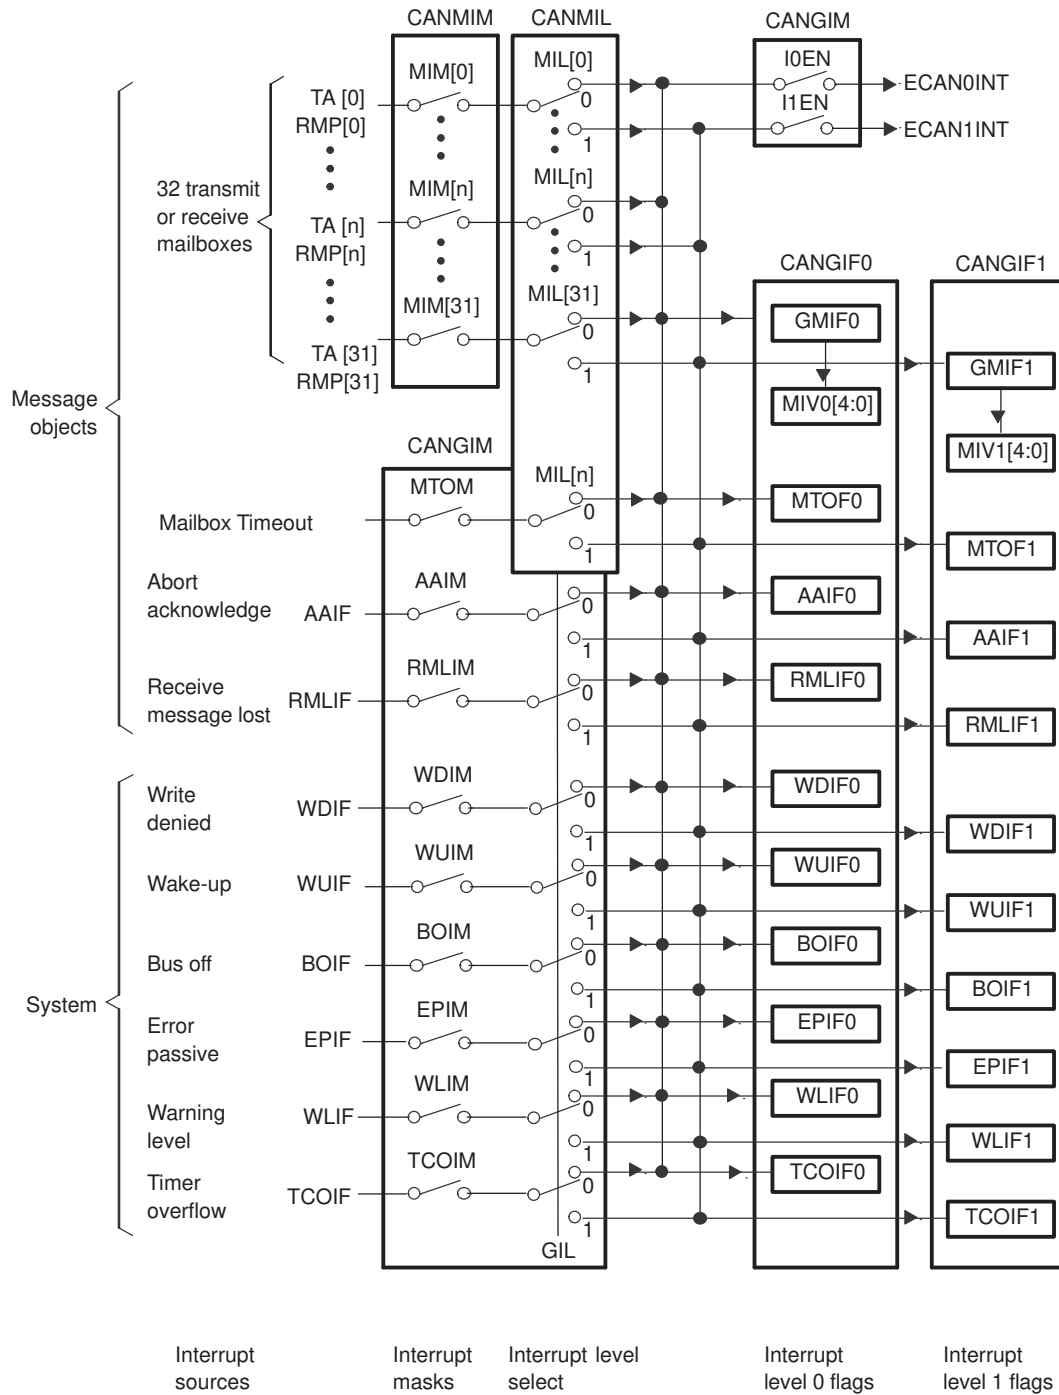 CANMIM
CANMIL
CANGIM
MIM[0]
MIL[0]
I0EN
TA [0]
RMP[0]
0
ECAN0INT
I1EN
1
ECAN1INT
32 transmit
or receive
mailboxes
MIM[n]
MIL[n]
TA [n]
RMP[n]
0
1
CANGIF0
CANGIF1
MIM[31]
MIL[31]
0
GMIF0
TA [31]
RMP[31]
1
GMIF1
Message
objects
MIV0[4:0]
MIV1[4:0]
CANGIM
MTOM
MIL[n]
Mailbox Timeout
0
MTOF0
1
MTOF1
Abort
acknowledge
AAIF
AAIM
0
AAIF0
1
AAIF1
Receive
message lost
RMLIF
RMLIM
0
RMLIF0
1
RMLIF1
System
Write
denied
WDIF
WDIM
0
WDIF0
1
WDIF1
Wake-up
WUIF
WUIM
0
WUIF0
1
WUIF1
Bus off
BOIF
BOIM
0
BOIF0
1
BOIF1
Error
passive
EPIF
EPIM
0
EPIF0
1
EPIF1
Warning
level
WLIF
WLIM
0
WLIF0
1
WLIF1
Timer
overflow
TCOIF
TCOIM
0
TCOIF0
1
TCOIF1
GIL
Interrupt
sources
Interrupt
masks
Interrupt level
select
Interrupt
level 0 flags
Interrupt
level 1 flags